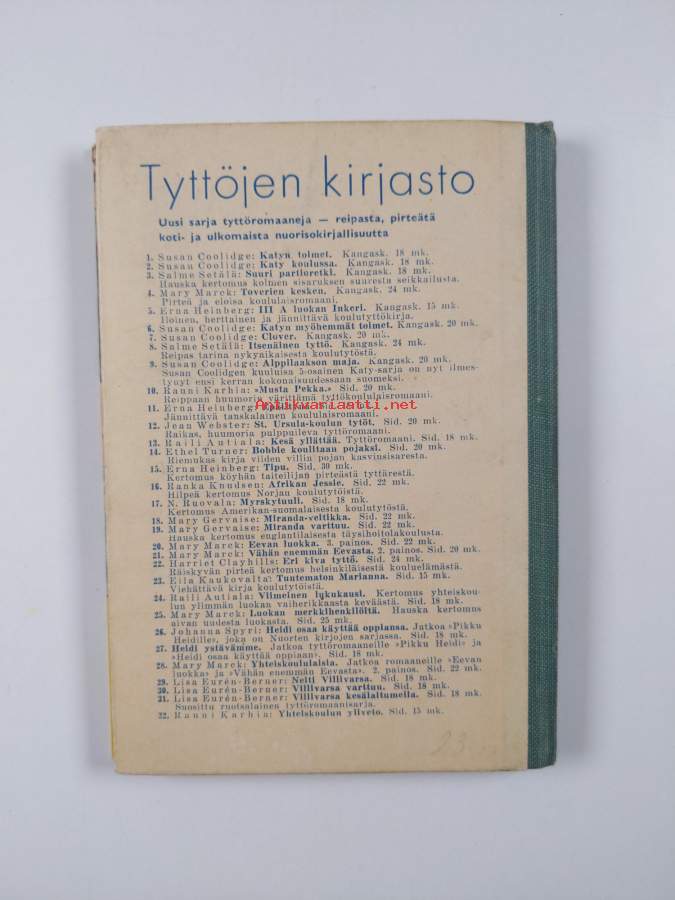 Tyttöjen kirjasto
Uusi sarja tyttöromaaneja — reipasta, pirteätä
koti- ja ulkomaista nuorisokirjallisuutta
1. Susan Coolidge: Katyn toimet. Kangask. 18 mk.
2. Susan Coolidge: Katy koulussa. Kangask. 18 mk.
3. Salme Setälä: Suuri partioretki. Kangask. 18 mk.
Hauska kertomus kolmen sisaruksen suuresta seikkailusta.
4. Mary Marck: Toverien kesken. Kangask. 24 mk.
Pirteä ja eloisa koululaisromaani.
5. Erna Heinberg: III A luokan Inkeri. Kangask. 15 mk.
Iloinen, herttainen ja jännittävä koulutyttökirja.
6. Susan Coolidge: Katyn myöhemmät toimet. Kangask. 20 mk.
7. Susan Coolidge: Clover. Kangask. 20 mk.
8. Salme Setälä: Itsenäinen tyttö. Kangask. 24 mk.
Reipas tarina nykyaikaisesta koulutytöstä.
9. Susan Coolidge: Alppilaakson maja. Kangask. 20 mk.
Susan Coolidgen kuuluisa 5-osainen Katy-sarja on nyt ilmes-
tynyt ensi kerran kokonaisuudessaan suomeksi.
10. Rauni Karhia: »Musta Pekka.» Sid. 20 mk.
Reippaan huumorin värittämä tyttökoululaisromaani.
antikvariaatti.net
11. Erna Heinberg:
Jännittävä tanskalainen koululaisromaani.
12. Jean Webster: St. Ursula-koulun tytöt. Sid. 20 mk.
Raikas, huumoria pulppuileva tyttöromaani.
13. Raili Autiala: Kesä yllättää. Tyttöromaani. Sid. 18 mk.
14. Ethel Turner: Bobbie koulitaan pojaksi. Sid. 20 mk.
Riemukas kirja viiden villin pojan kasvinsisaresta.
15. Erna Heinberg: Tipu. Sid. 30 mk.
Kertomus köyhän taiteilijan pirteästä tyttärestä.
16. Ranka Knudsen: Afrikan Jessie. Sid. 22 mk.
Hilpeä kertomus Norjan koulutytöistä.
17. N. Ruovala: Myrskytuuli. Sid. 18 mk.
Kertomus Amerikan-suomalaisesta koulutytöstä.
18. Mary Gervaise: Miranda-veitikka. Sid. 22 mk.
19. Mary Gervaise: Miranda varttuu. Sid. 22 mk.
Hauska kertomus englantilaisesta täysihoitolakoulusta.
20. Mary Marck: Eevan luokka. 3. painos. Sid. 22 mk.
21. Mary Marck: Vähän enemmän Eevasta. 2. painos. Sid. 20 mk.
22. Harriet Clayhills: Eri kiva tyttö. Sid. 24 mk.
Räiskyvän pirteä kertomus helsinkiläisestä kouluelämästä.
23. Eila Kaukovalta: Tuntematon Marianna. Sid. 15 mk.
Viehättävä kirja koulutytöistä.
24. Raili Autiala: Viimeinen lukukausi. Kertomus yhteiskou-
lun ylimmän luokan vaiherikkaasta keväästä. Sid. 18 mk.
25. Mary Marck: Luokan merkkihenkilöitä. Hauska kertomus
aivan uudesta luokasta. Sid. 25 mk.
26. Johanna Spyri: Heidi osaa käyttää oppiansa. Jatkoa »Pikku
Heidille», joka on Nuorten kirjojen sarjassa. Sid. 18 mk.
27. Heidi ystävämme. Jatkoa tyttöromaaneille »Pikku Heidi» ja
»Heidi osaa käyttää oppiaan». Sid. 18 mk.
28. Mary Marck: Yhteiskoululaisia. Jatkoa romaaneille »Eevan
luokka» ja »Vähän enemmän Eevasta». 2. painos. Sid. 22 mk.
29. Lisa Eurén-Berner: Neiti Villivarsa. Sid. 18 mk.
30. Lisa Eurén-Berner: Villivarsa varttuu. Sid. 18 mk.
31. Lisa Eurén-Berner: Villivarsa kesälaitumella. Sid. 18 mk.
Suosittu ruotsalainen tyttöromaanisarja.
32. Rauni Karhia: Yhteiskoulun yliveto. Sid. 15 mk.
23